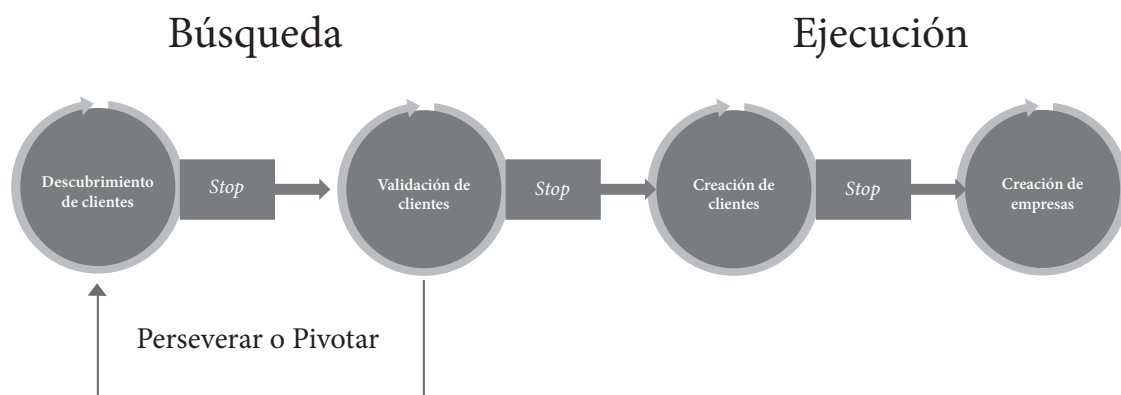 Búsqueda
Ejecución
Descubrimiento
de clientes
Stop
Validación de
clientes
Stop
Creación de
clientes
Stop
Creación de
empresas
Perseverar o Pivotar